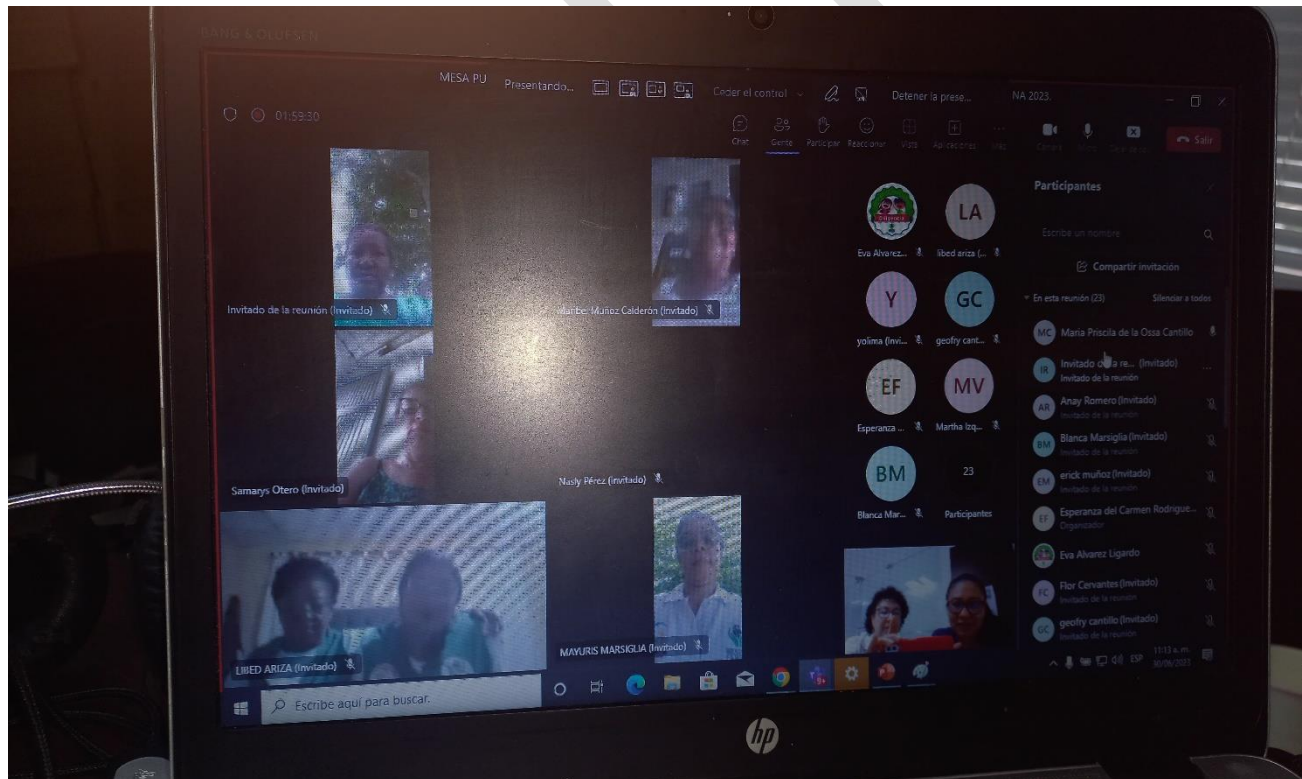 BANG & OLUFSEN
MESA PU
Presentando...
Ceder el control
Detener la prese...
NA 2023.
01:59:30
Chat
Gente
Participar
Reaccionar
Vista
Aplicaciones
Más
Cámara
Salir
Participantes
Escribe un nombre
Compartir invitación
En esta reunión (23)
Silenciar a todos
MC Maria Priscila de la Ossa Cantillo
IR Invitado de la re... (Invitado)
Invitado de la reunión
AR Anay Romero (Invitado)
Invitado de la reunión
BM Blanca Marsiglia (Invitado)
Invitado de la reunión
EM erick muñoz (Invitado)
Invitado de la reunión
EF Esperanza del Carmen Rodrigue...
Organizador
Eva Alvarez Ligardo
FC Flor Cervantes (Invitado)
Invitado de la reunión
GC geofry cantillo (Invitado)
Invitado de la reunión
LA
Eva Alvarez...
libed ariza (...
Y
GC
yolima (Invi...
geofry cant...
EF
MV
Esperanza ...
Martha Izq...
BM
23
Blanca Mar...
Participantes
Invitado de la reunión (Invitado)
Muñoz Calderón (Invitado)
Samarys Otero (Invitado)
Nasly Pérez (Invitado)
LIBED ARIZA (Invitado)
MAYURIS MARSIGLIA (Invitado)
Escribe aquí para buscar.
ESP
11:13 a. m.
hp